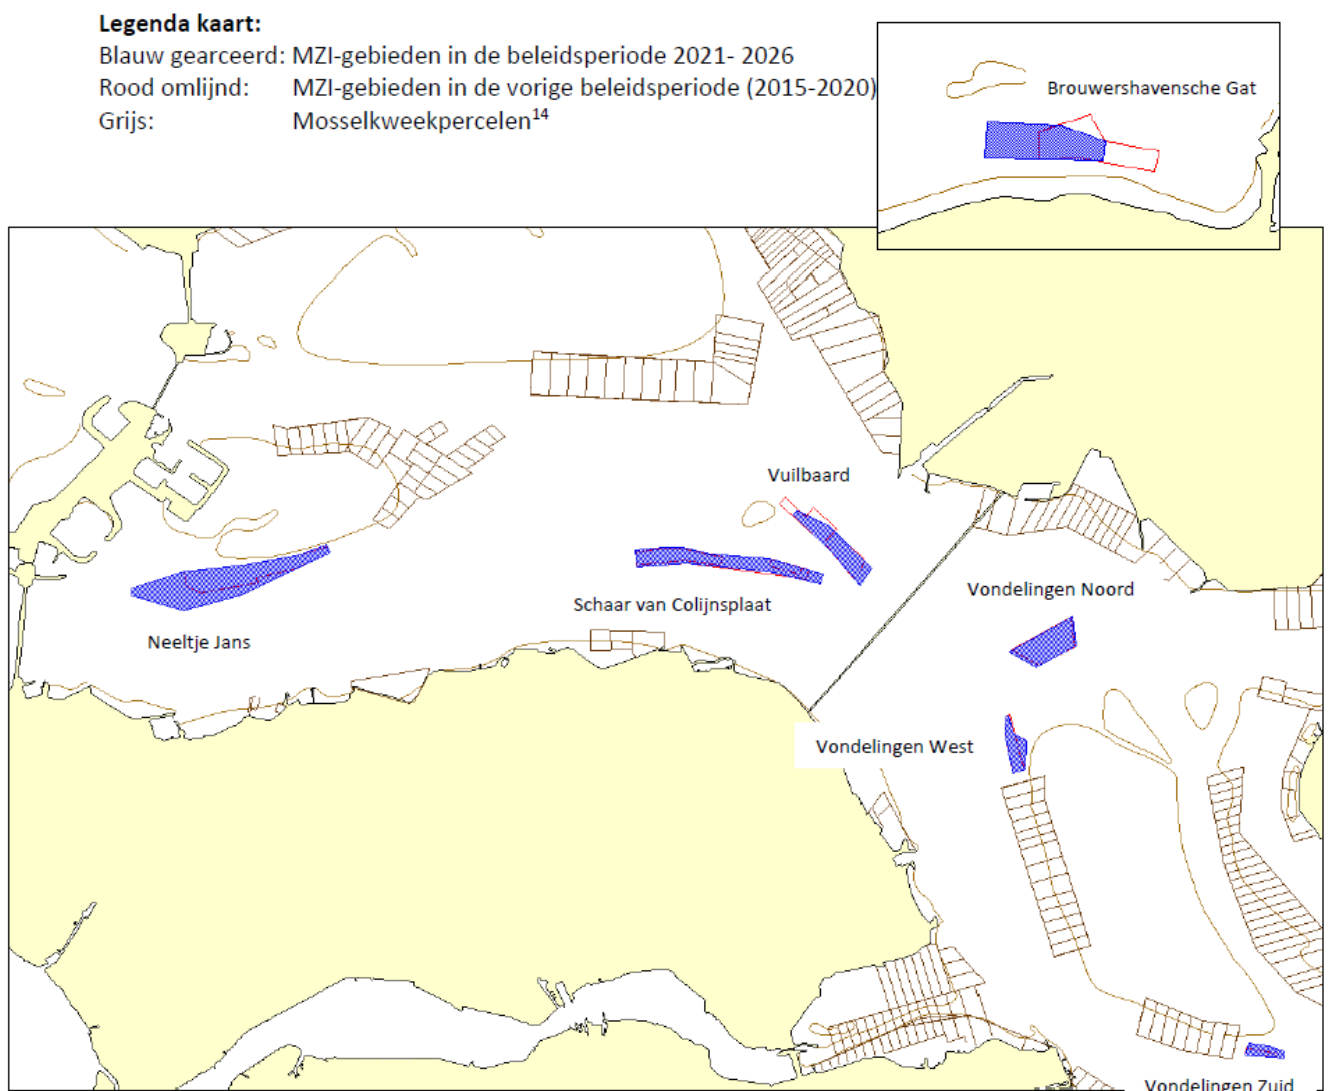 Legenda kaart:
Blauw gearceerd: MZI-gebieden in de beleidsperiode 2021- 2026
Rood omlijnd: MZI-gebieden in de vorige beleidsperiode (2015-2020)
Grijs: Mosselkweekpercelen14
Brouwershavensche Gat
Vuilbaard
Schaar van Colijnsplaat
Vondelingen Noord
Neeltje Jans
Vondelingen West
Vondelingen Zuid